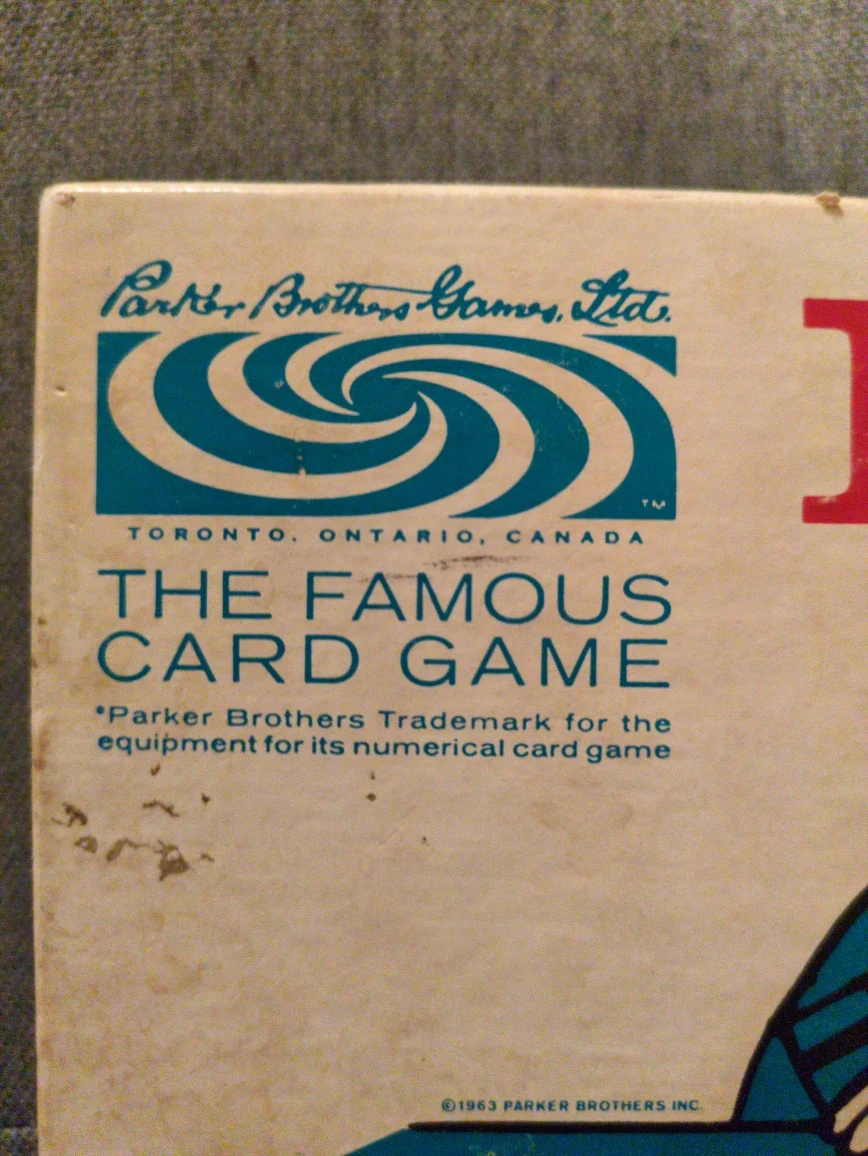 Parker Brothers Games, Ltd.
TM
TORONTO, ONTARIO, CANADA
THE FAMOUS
CARD GAME
*Parker Brothers Trademark for the
equipment for its numerical card game
©1963 PARKER BROTHERS INC.